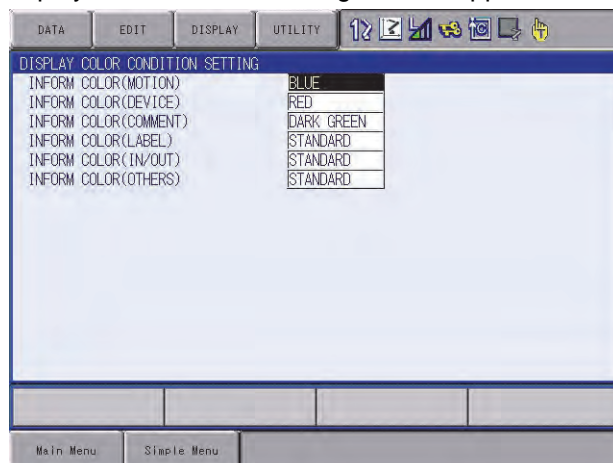 DATA EDIT DISPLAY UTILITY
DISPLAY COLOR CONDITION SETTING
INFORM COLOR(MOTION) BLUE
INFORM COLOR(DEVICE) RED
INFORM COLOR(COMMENT) DARK GREEN
INFORM COLOR(LABEL) STANDARD
INFORM COLOR(IN/OUT) STANDARD
INFORM COLOR(OTHERS) STANDARD
Main Menu Simple Menu